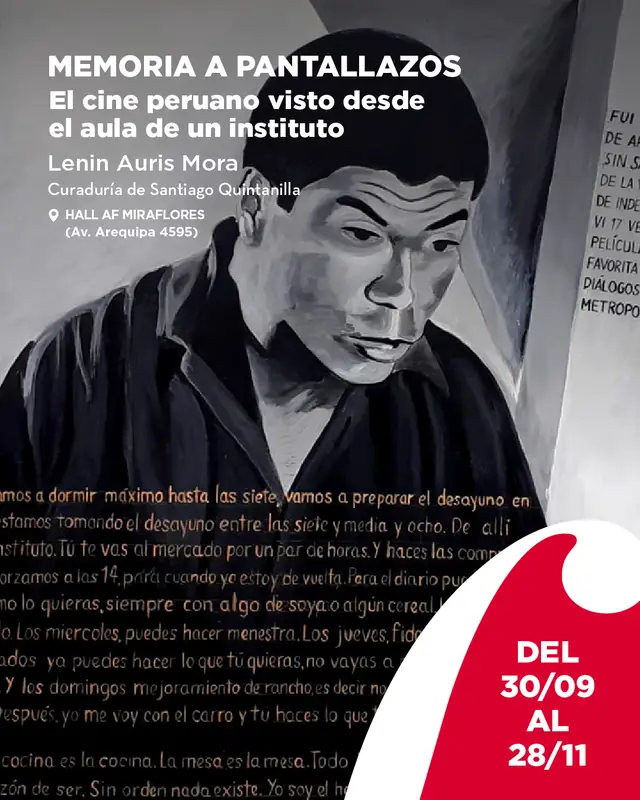 MEMORIA A PANTALLAZOS
El cine peruano visto desde
el aula de un instituto
Lenin Auris Mora
Curaduría de Santiago Quintanilla
HALL AF MIRAFLORES
(Av. Arequipa 4595)
FUI
DE
SIN
DE LA
DE INDE
VI 17 VE
PELÍCUL
FAVORITA
DIÁLOGOS
METROPO
amos a dormir máximo hasta las siete, vamos a preparar el desayuno en
estamos tomando el desayuno entre las siete y media y ocho. De allí
nstituto. Tú te vas al mercado por un par de horas. Y haces las comp
orzamos a las 14, para cuando yo estoy de vuelta. Para el diario pue
mo lo quieras, siempre con algo de soya o algún cereal.
o. Los miercoles, puedes hacer menestra. Los jueves, fide
ados ya puedes hacer lo que tú quieras, no vayas a
Y los domingos mejoramiento de rancho, es decir no
Después, yo me voy con el carro y tu haces lo que
cocina es la cocina. La mesa es la mesa. Todo
zón de ser. Sin orden nada existe. Yo soy el h
DEL
30/09
AL
28/11